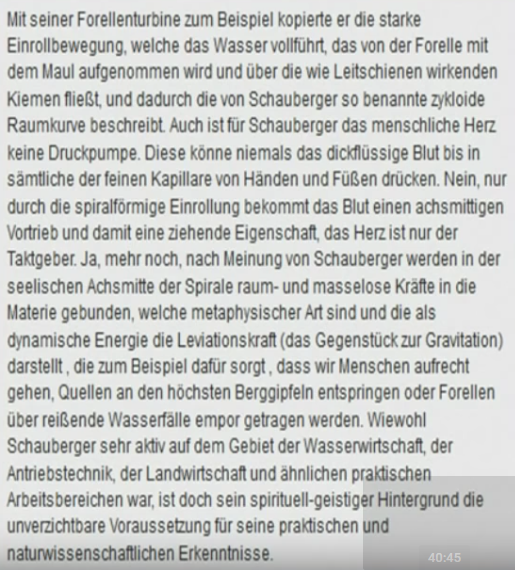 Mit seiner Forellenturbine zum Beispiel kopierte er die starke
Einrollbewegung, welche das Wasser vollführt, das von der Forelle mit
dem Maul aufgenommen wird und über die wie Leitschienen wirkenden
Kiemen fließt, und dadurch die von Schauberger so benannte zykloide
Raumkurve beschreibt. Auch ist für Schauberger das menschliche Herz
keine Druckpumpe. Diese könne niemals das dickflüssige Blut bis in
sämtliche der feinen Kapillare von Händen und Füßen drücken. Nein, nur
durch die spiralförmige Einrollung bekommt das Blut einen achsmittigen
Vortrieb und damit eine ziehende Eigenschaft, das Herz ist nur der
Taktgeber. Ja, mehr noch, nach Meinung von Schauberger werden in der
seelischen Achsmitte der Spirale raum- und masselose Kräfte in die
Materie gebunden, welche metaphysischer Art sind und die als
dynamische Energie die Leviationskraft (das Gegenstück zur Gravitation)
darstellt , die zum Beispiel dafür sorgt , dass wir Menschen aufrecht
gehen, Quellen an den höchsten Berggipfeln entspringen oder Forellen
über reißende Wasserfälle empor getragen werden. Wiewohl
Schauberger sehr aktiv auf dem Gebiet der Wasserwirtschaft, der
Antriebstechnik, der Landwirtschaft und ähnlichen praktischen
Arbeitsbereichen war, ist doch sein spirituell-geistiger Hintergrund die
unverzichtbare Voraussetzung für seine praktischen und
naturwissenschaftlichen Erkenntnisse.
40:45